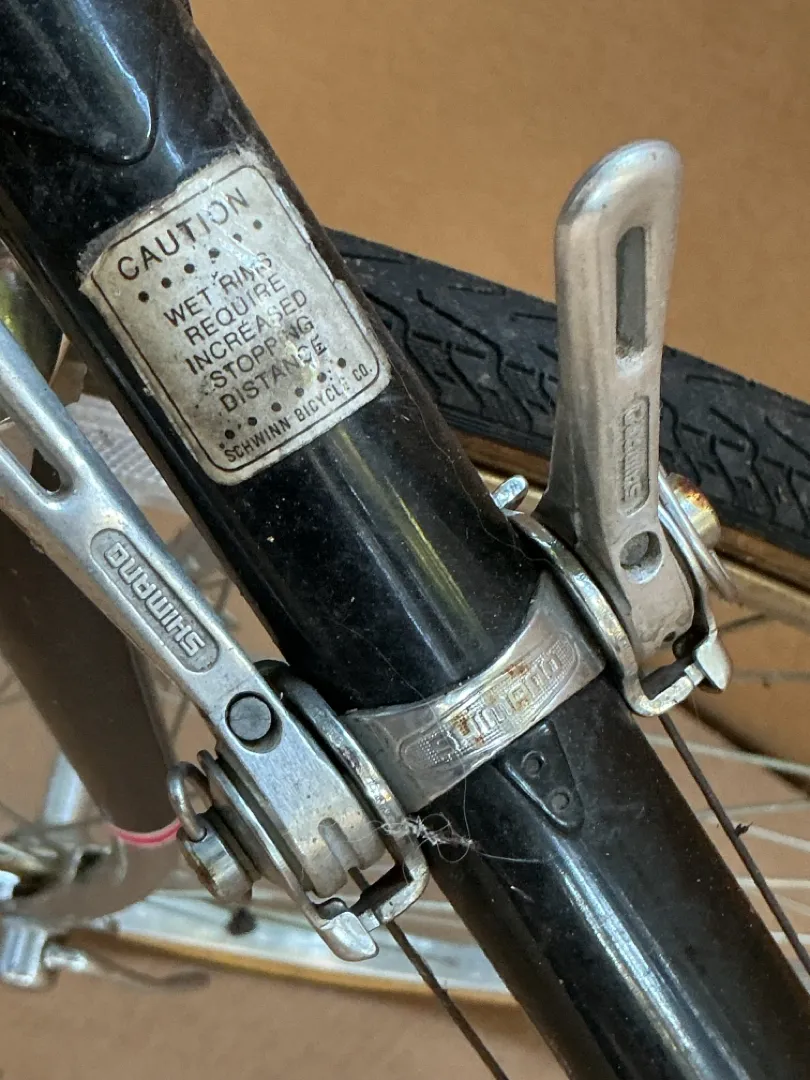 CAUTION
WET RIMS
REQUIRE
INCREASED
STOPPING
DISTANCE
SCHWINN BICYCLE CO.
SHIMANO
SHIMANO
Shimano